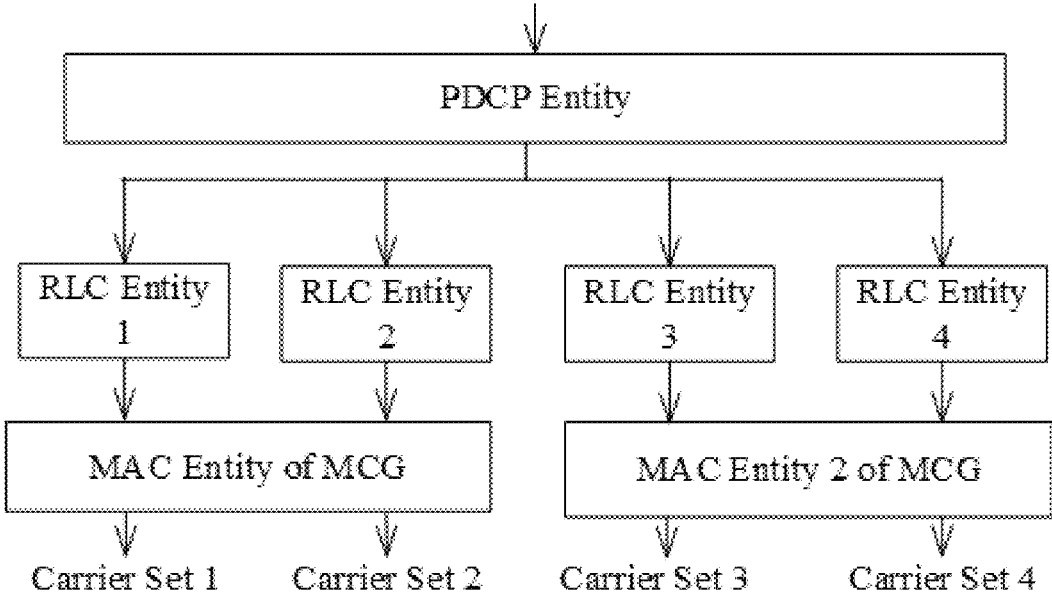 PDCP Entity
RLC Entity
1
RLC Entity
2
RLC Entity
3
RLC Entity
4
MAC Entity of MCG
MAC Entity 2 of MCG
Carrier Set 1
Carrier Set 2
Carrier Set 3
Carrier Set 4